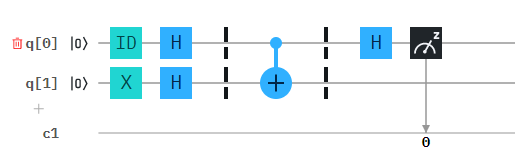 q[0] |0⟩ ID H H z
q[1] |0⟩ X H
c1
0